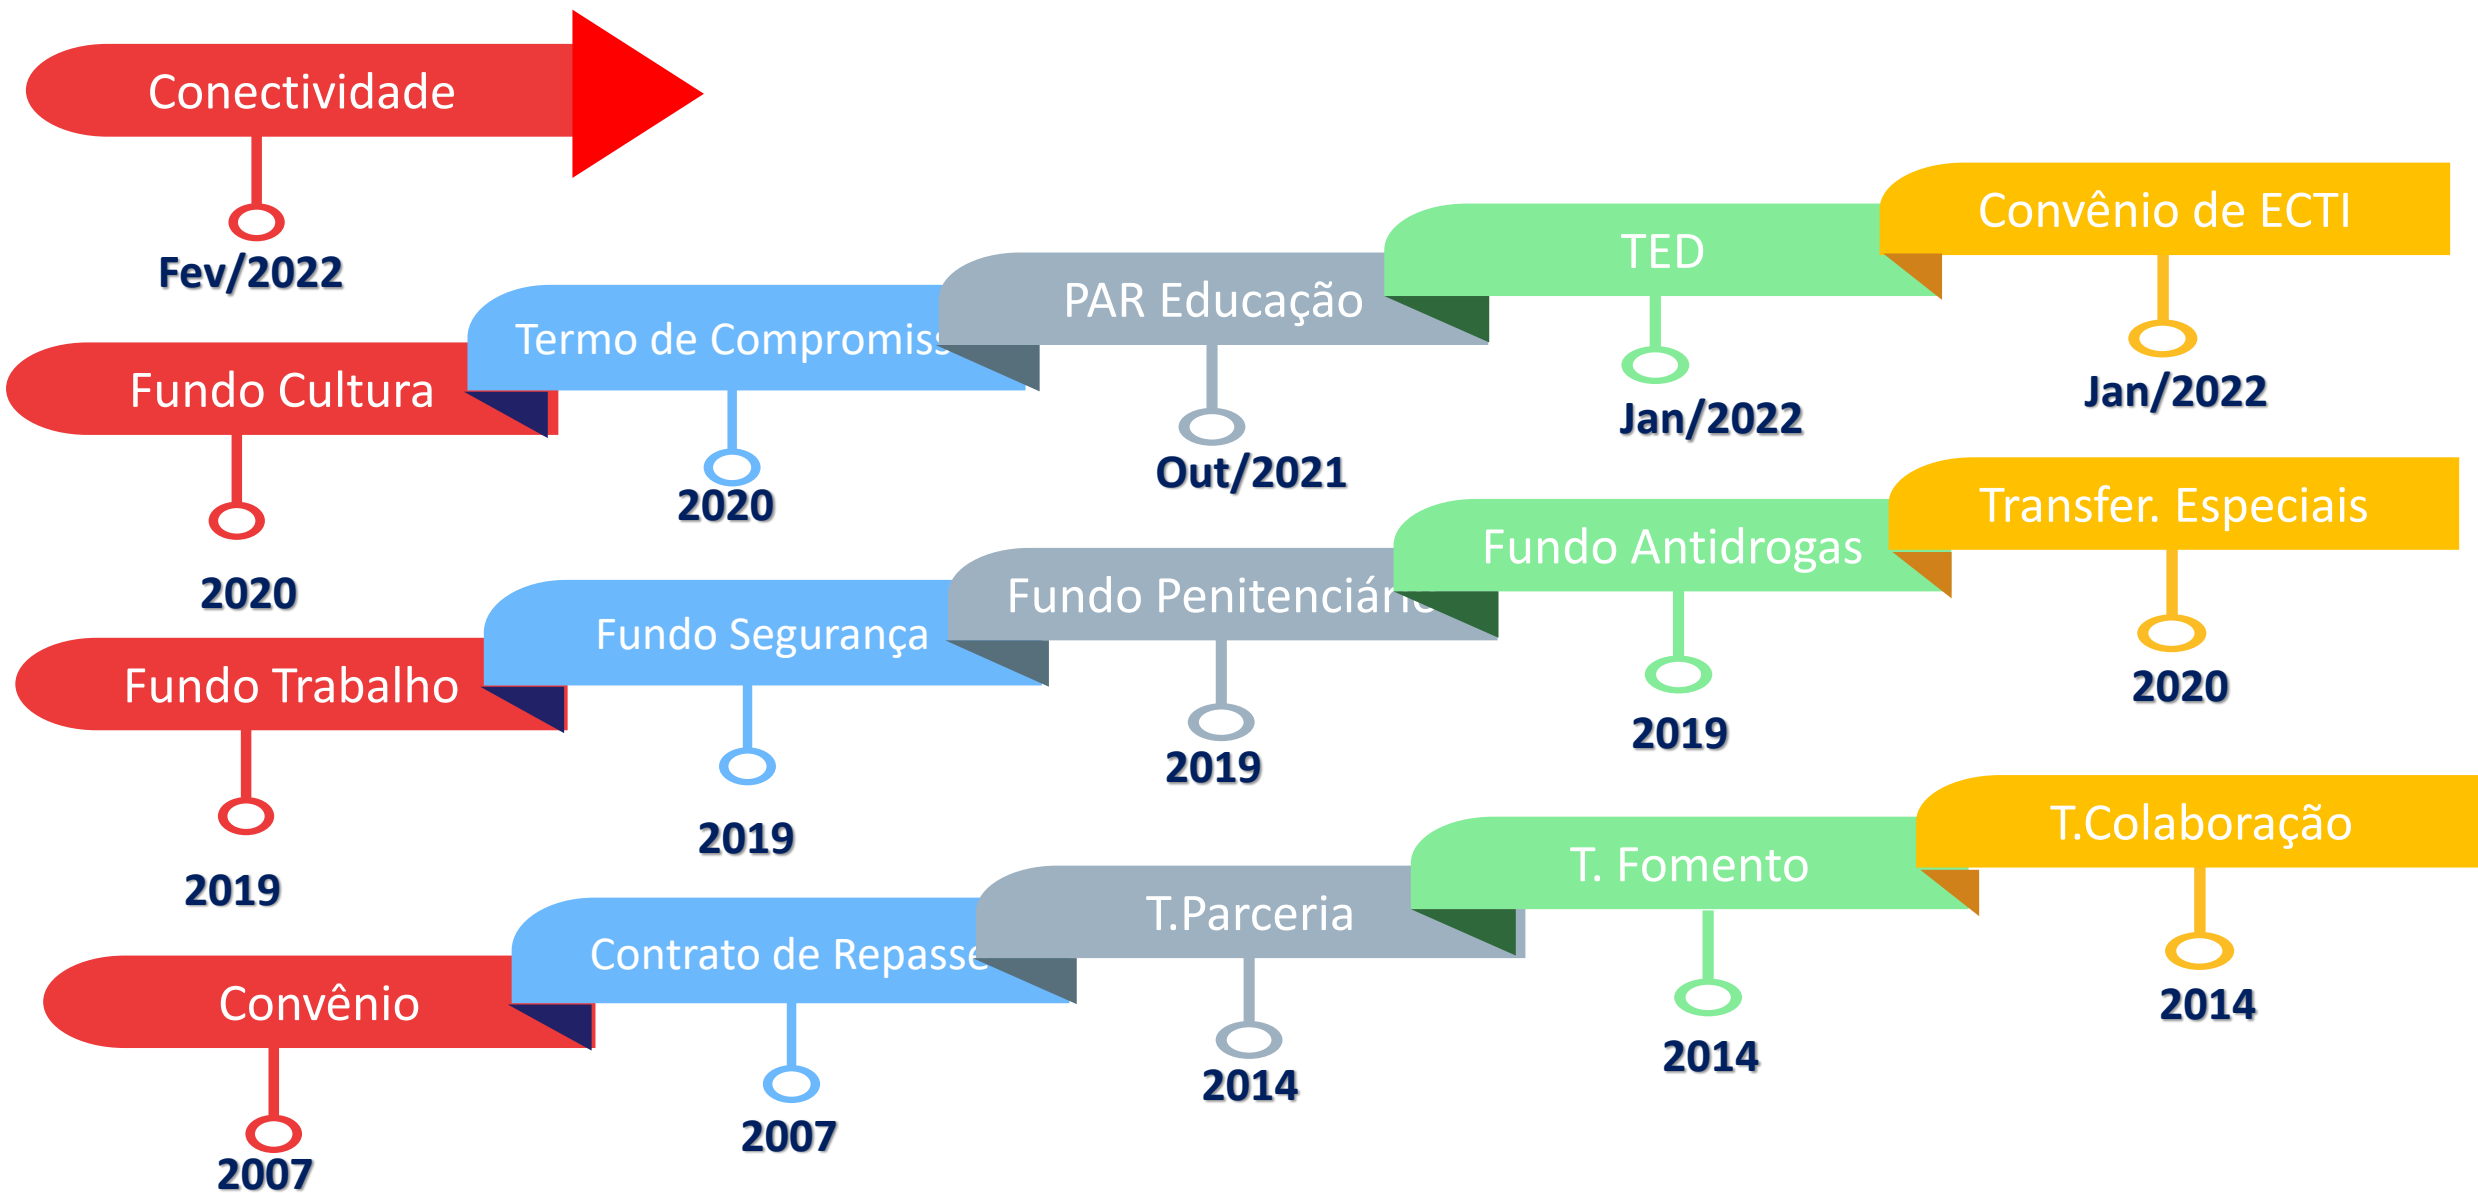 Conectividade
Fev/2022
Fundo Cultura
2020
Termo de Compromiss
2020
PAR Educação
Out/2021
TED
Jan/2022
Convênio de ECTI
Jan/2022
Fundo Trabalho
2019
Fundo Segurança
2019
Fundo Penitenciário
2019
Fundo Antidrogas
2019
Transfer. Especiais
2020
Convênio
2007
Contrato de Repasse
2007
T.Parceria
2014
T. Fomento
2014
T.Colaboração
2014